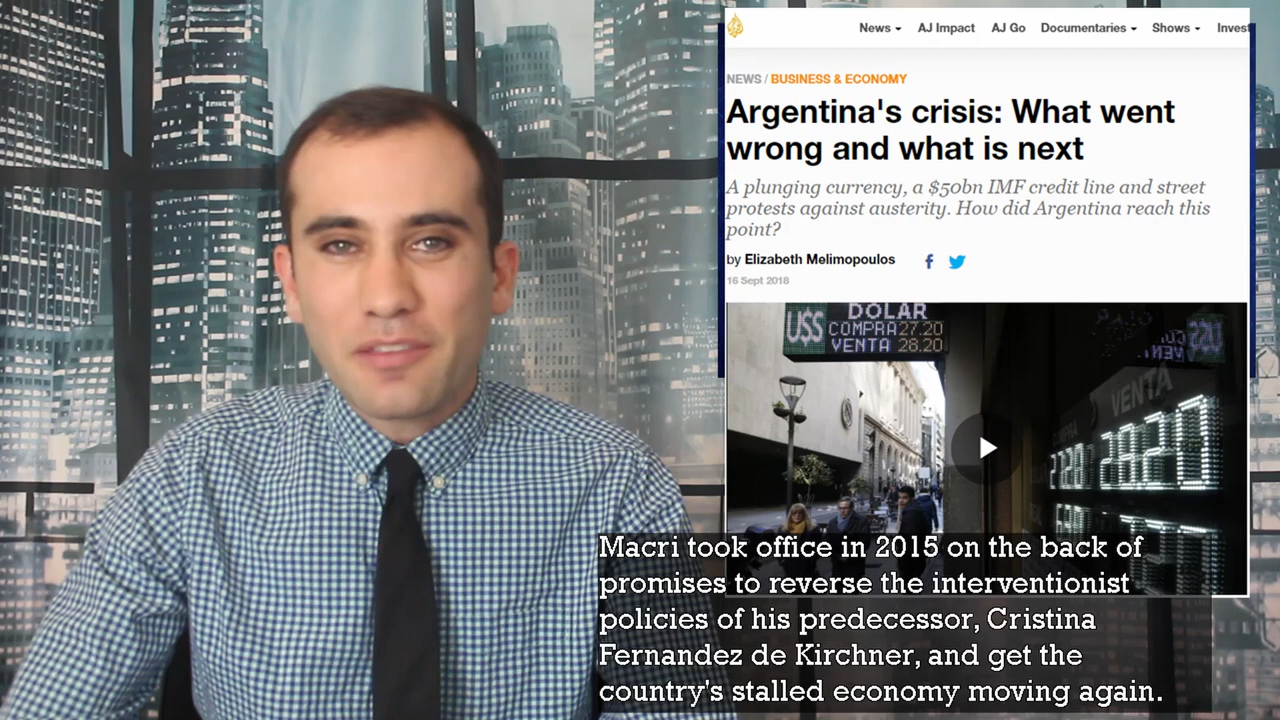 News AJ Impact AJ Go Documentaries Shows Invest
NEWS / BUSINESS & ECONOMY
Argentina's crisis: What went
wrong and what is next
A plunging currency, a $50bn IMF credit line and street
protests against austerity. How did Argentina reach this
point?
by Elizabeth Melimopoulos
16 Sept 2018
U$S
DOLAR
COMPRA 27.20
VENTA 28.20
VENTA
28.20
Macri took office in 2015 on the back of
promises to reverse the interventionist
policies of his predecessor, Cristina
Fernandez de Kirchner, and get the
country's stalled economy moving again.